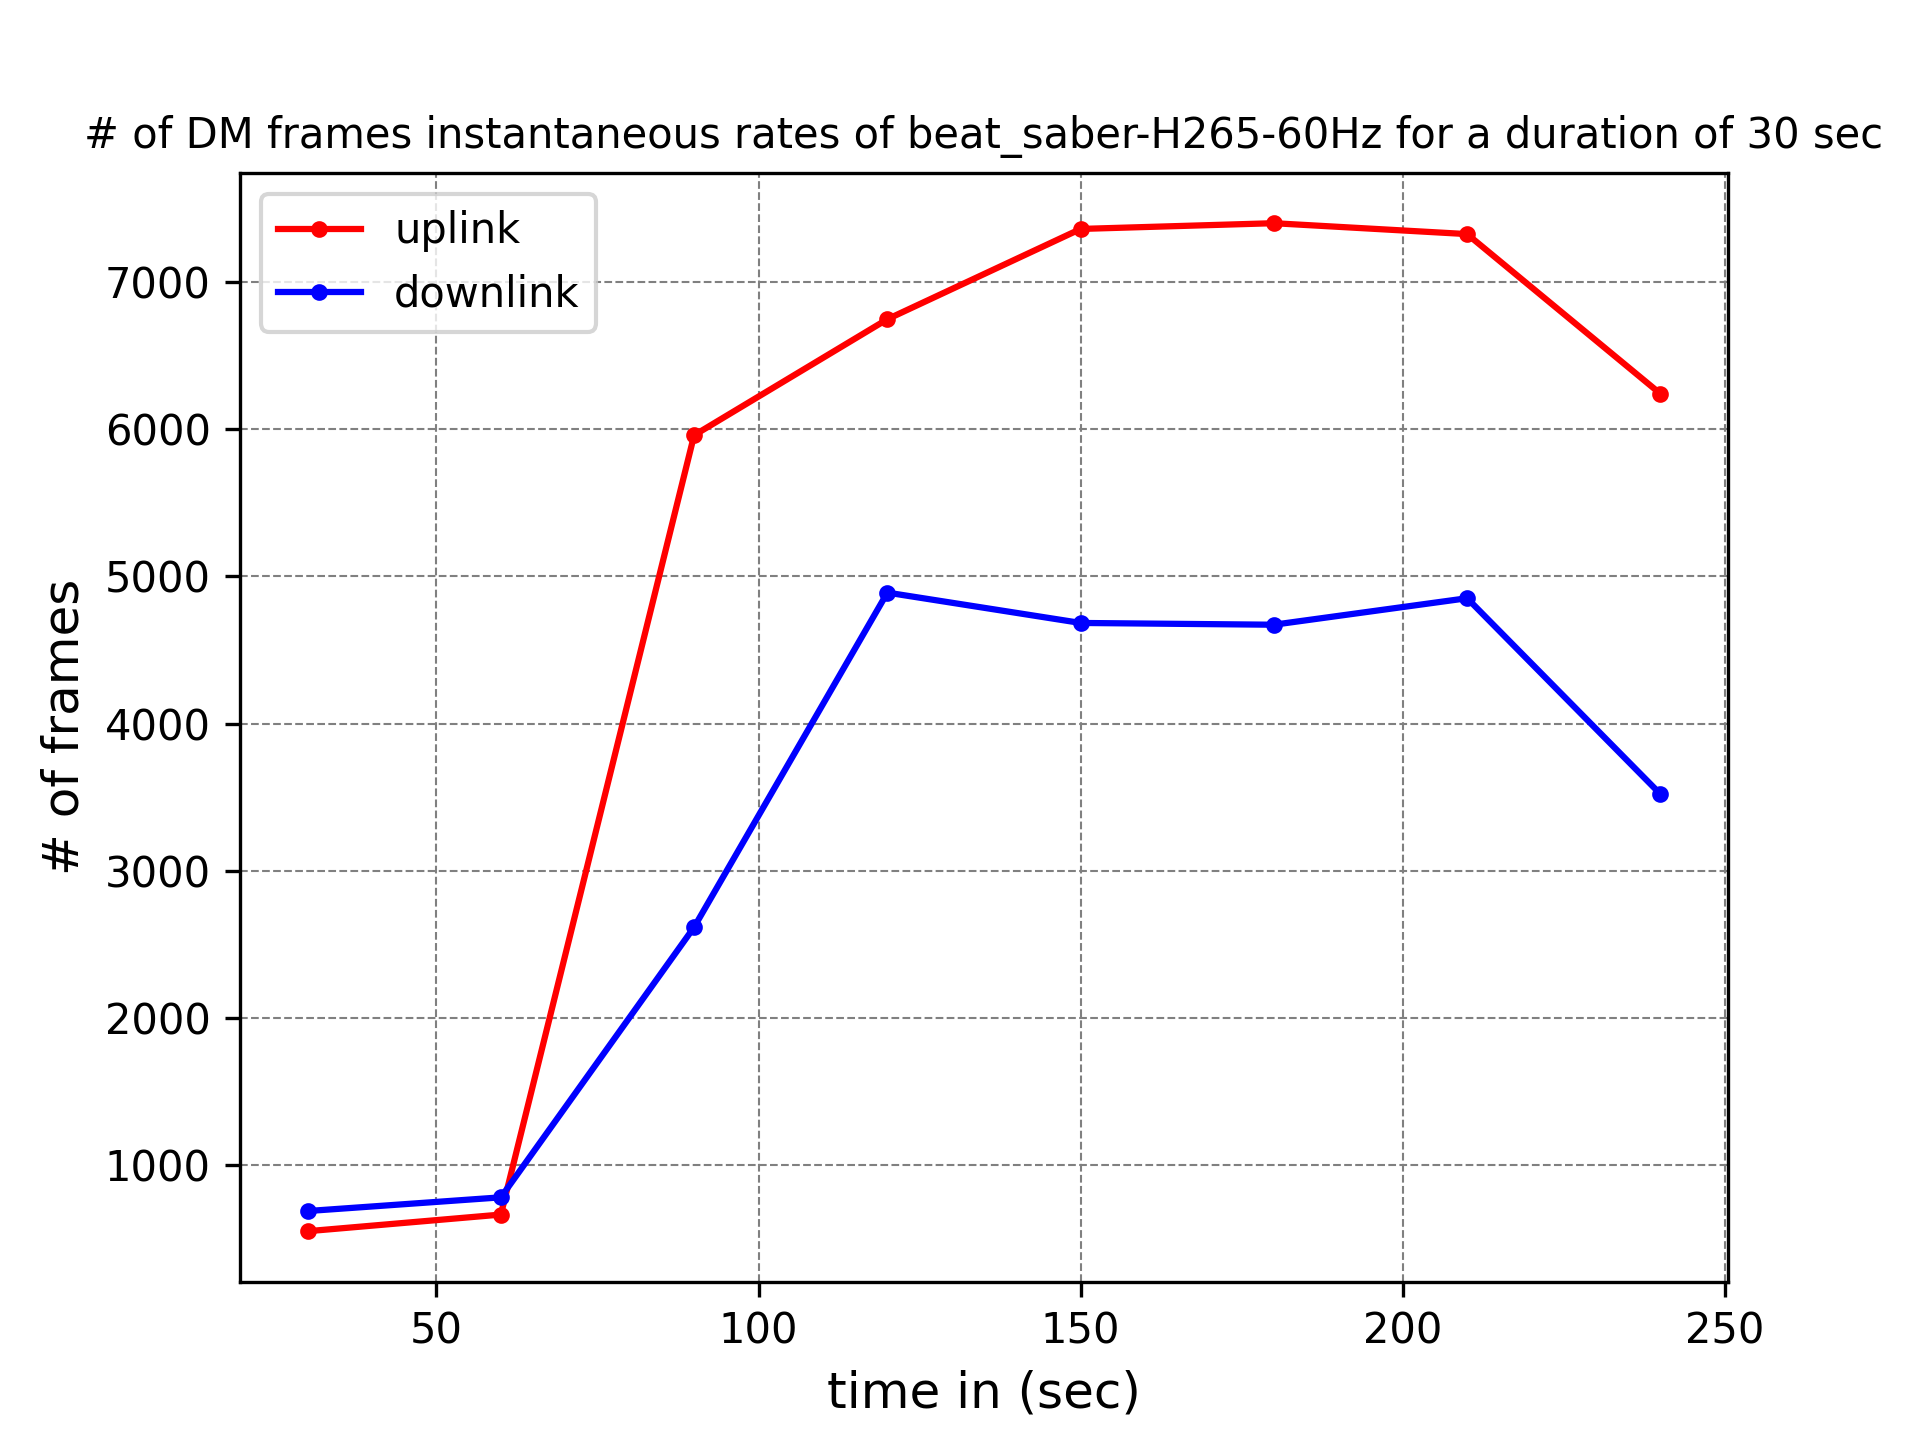 # of DM frames instantaneous rates of beat_saber-H265-60Hz for a duration of 30 sec
uplink
downlink
7000
6000
5000
4000
3000
2000
1000
# of frames
50 100 150 200 250
time in (sec)